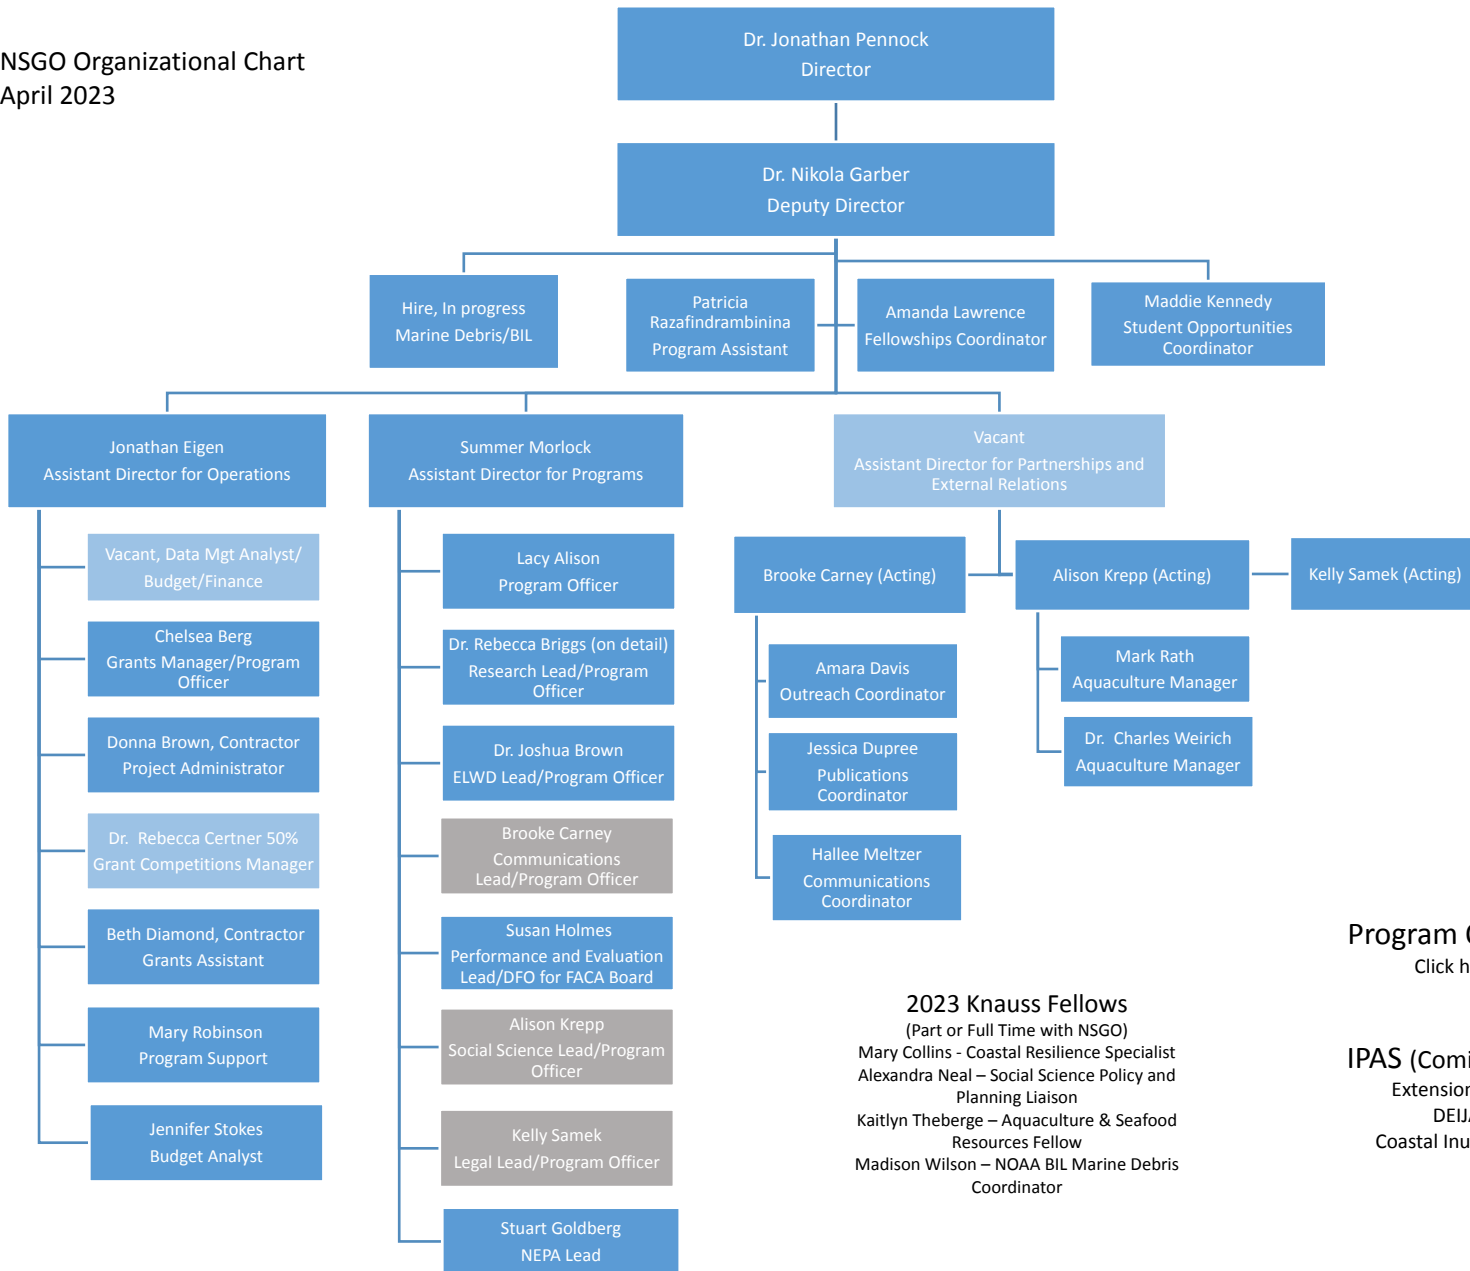 NSGO Organizational Chart
April 2023
Dr. Jonathan Pennock
Director
Dr. Nikola Garber
Deputy Director
Hire, In progress
Marine Debris/BIL
Patricia
Razafindrambinina
Program Assistant
Amanda Lawrence
Fellowships Coordinator
Maddie Kennedy
Student Opportunities
Coordinator
Jonathan Eigen
Assistant Director for Operations
Summer Morlock
Assistant Director for Programs
Vacant
Assistant Director for Partnerships and
External Relations
Vacant, Data Mgt Analyst/
Budget/Finance
Chelsea Berg
Grants Manager/Program
Officer
Donna Brown, Contractor
Project Administrator
Dr.  Rebecca Certner 50%
Grant Competitions Manager
Beth Diamond, Contractor
Grants Assistant
Mary Robinson
Program Support
Jennifer Stokes
Budget Analyst
Lacy Alison
Program Officer
Dr. Rebecca Briggs (on detail)
Research Lead/Program
Officer
Dr. Joshua Brown
ELWD Lead/Program Officer
Brooke Carney
Communications
Lead/Program Officer
Susan Holmes
Performance and Evaluation
Lead/DFO for FACA Board
Alison Krepp
Social Science Lead/Program
Officer
Kelly Samek
Legal Lead/Program Officer
Stuart Goldberg
NEPA Lead
Brooke Carney (Acting)
Alison Krepp (Acting)
Kelly Samek (Acting)
Amara Davis
Outreach Coordinator
Jessica Dupree
Publications
Coordinator
Hallee Meltzer
Communications
Coordinator
Mark Rath
Aquaculture Manager
Dr.  Charles Weirich
Aquaculture Manager
2023 Knauss Fellows
(Part or Full Time with NSGO)
Mary Collins - Coastal Resilience Specialist
Alexandra Neal – Social Science Policy and
Planning Liaison
Kaitlyn Theberge – Aquaculture & Seafood
Resources Fellow
Madison Wilson – NOAA BIL Marine Debris
Coordinator
Program
Click
IPAS
Extension
Coastal